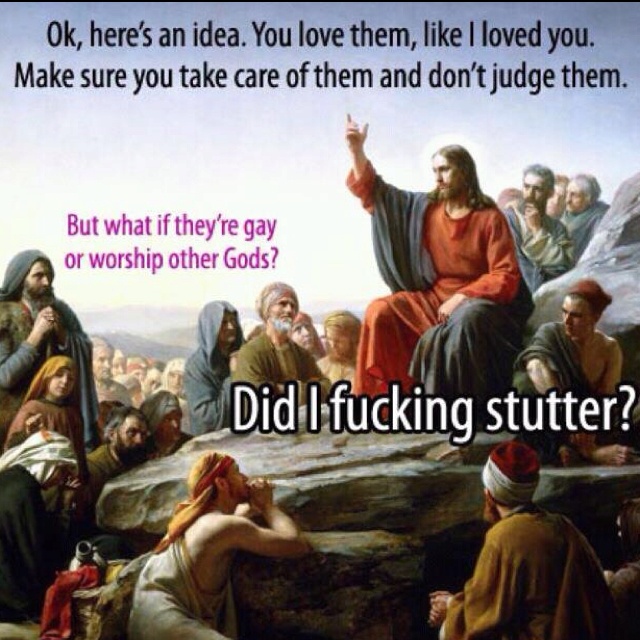 Ok, here's an idea. You love them, like I loved you.
Make sure you take care of them and don't judge them.
But what if they're gay
or worship other Gods?
Did I fucking stutter?